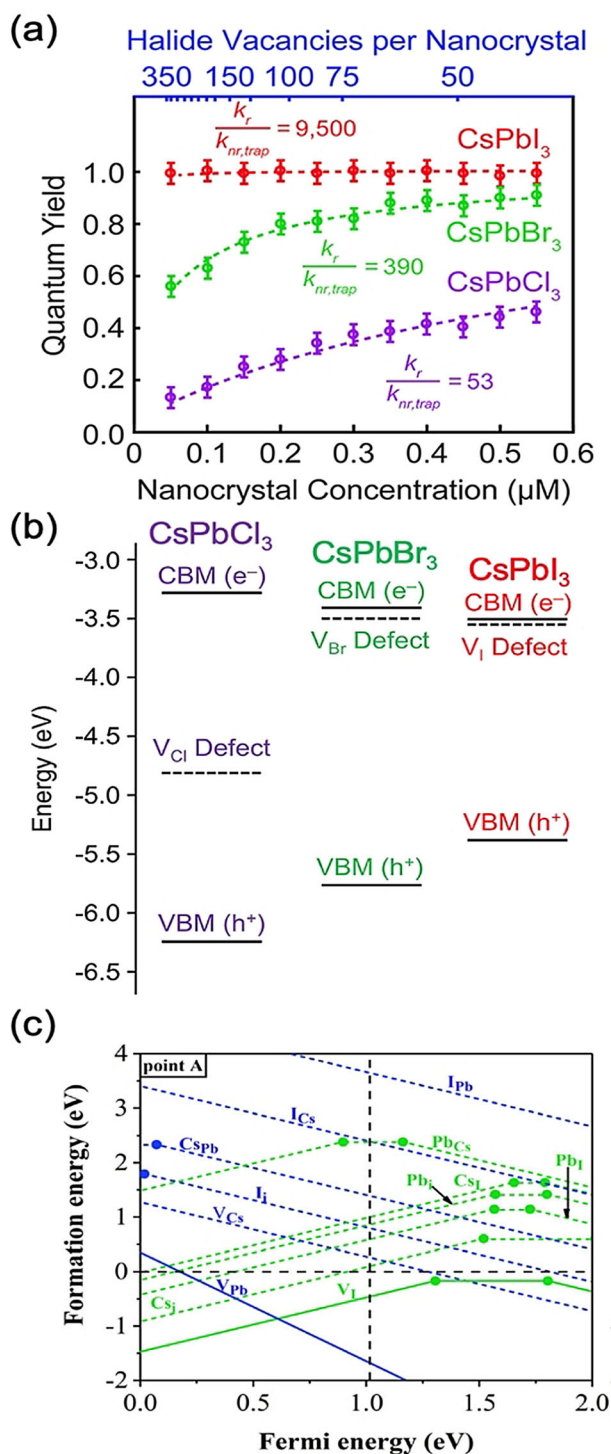 (a)
Halide Vacancies per Nanocrystal
350 150 100 75 50
k_r / k_nr,trap = 9,500
CsPbI₃
CsPbBr₃
k_r / k_nr,trap = 390
CsPbCl₃
k_r / k_nr,trap = 53
Quantum Yield
1.0
0.8
0.6
0.4
0.2
0.0
0.1 0.2 0.3 0.4 0.5 0.6
Nanocrystal Concentration (µM)
(b)
CsPbCl₃ CsPbBr₃ CsPbI₃
Energy (eV)
-3.0
-3.5
-4.0
-4.5
-5.0
-5.5
-6.0
-6.5
CBM (e⁻) CBM (e⁻) CBM (e⁻)
V_Br Defect V_I Defect
V_Cl Defect
VBM (h⁺)
VBM (h⁺)
VBM (h⁺)
(c)
point A
Formation energy (eV)
4
3
2
1
0
-1
-2
I_Pb
I_Cs
Pb_Cs
Cs_Pb
Pb_i Cs_I Pb_I
I_i
V_Cs
V_Pb
Cs_i
V_I
0.0 0.5 1.0 1.5 2.0
Fermi energy (eV)